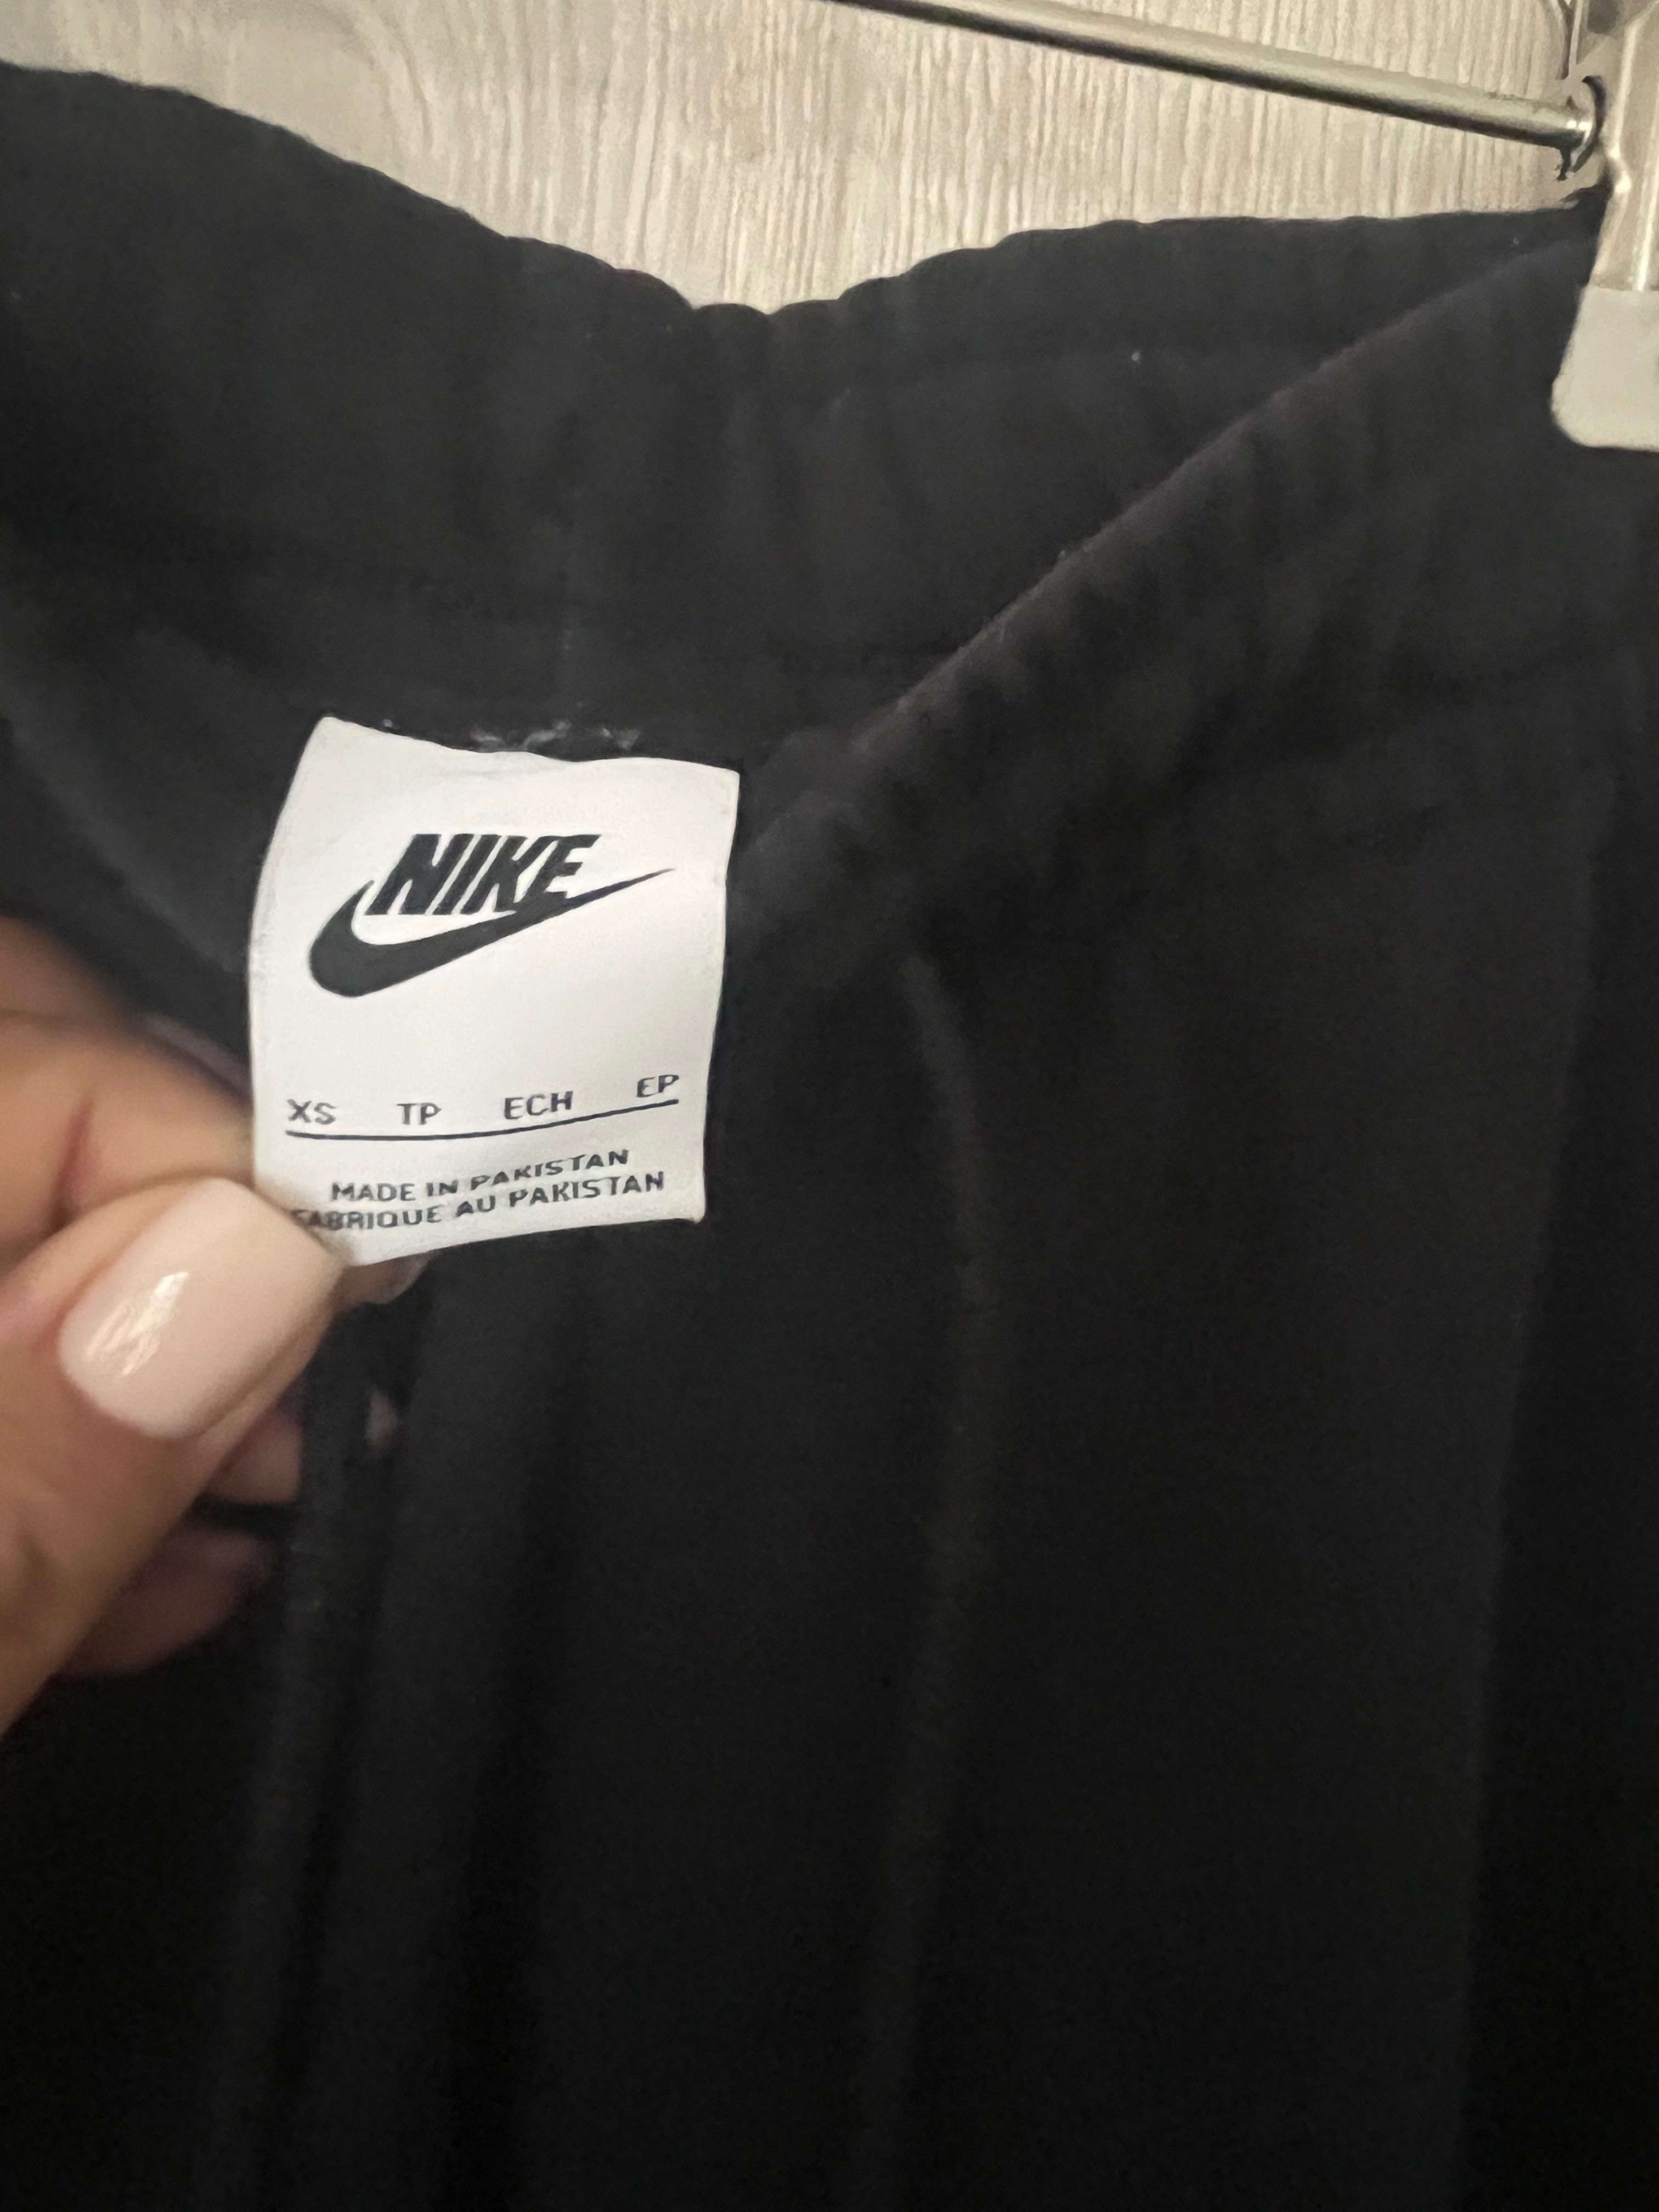 NIKE
XS TP ECH EP
MADE IN PAKISTAN
FABRIQUE AU PAKISTAN